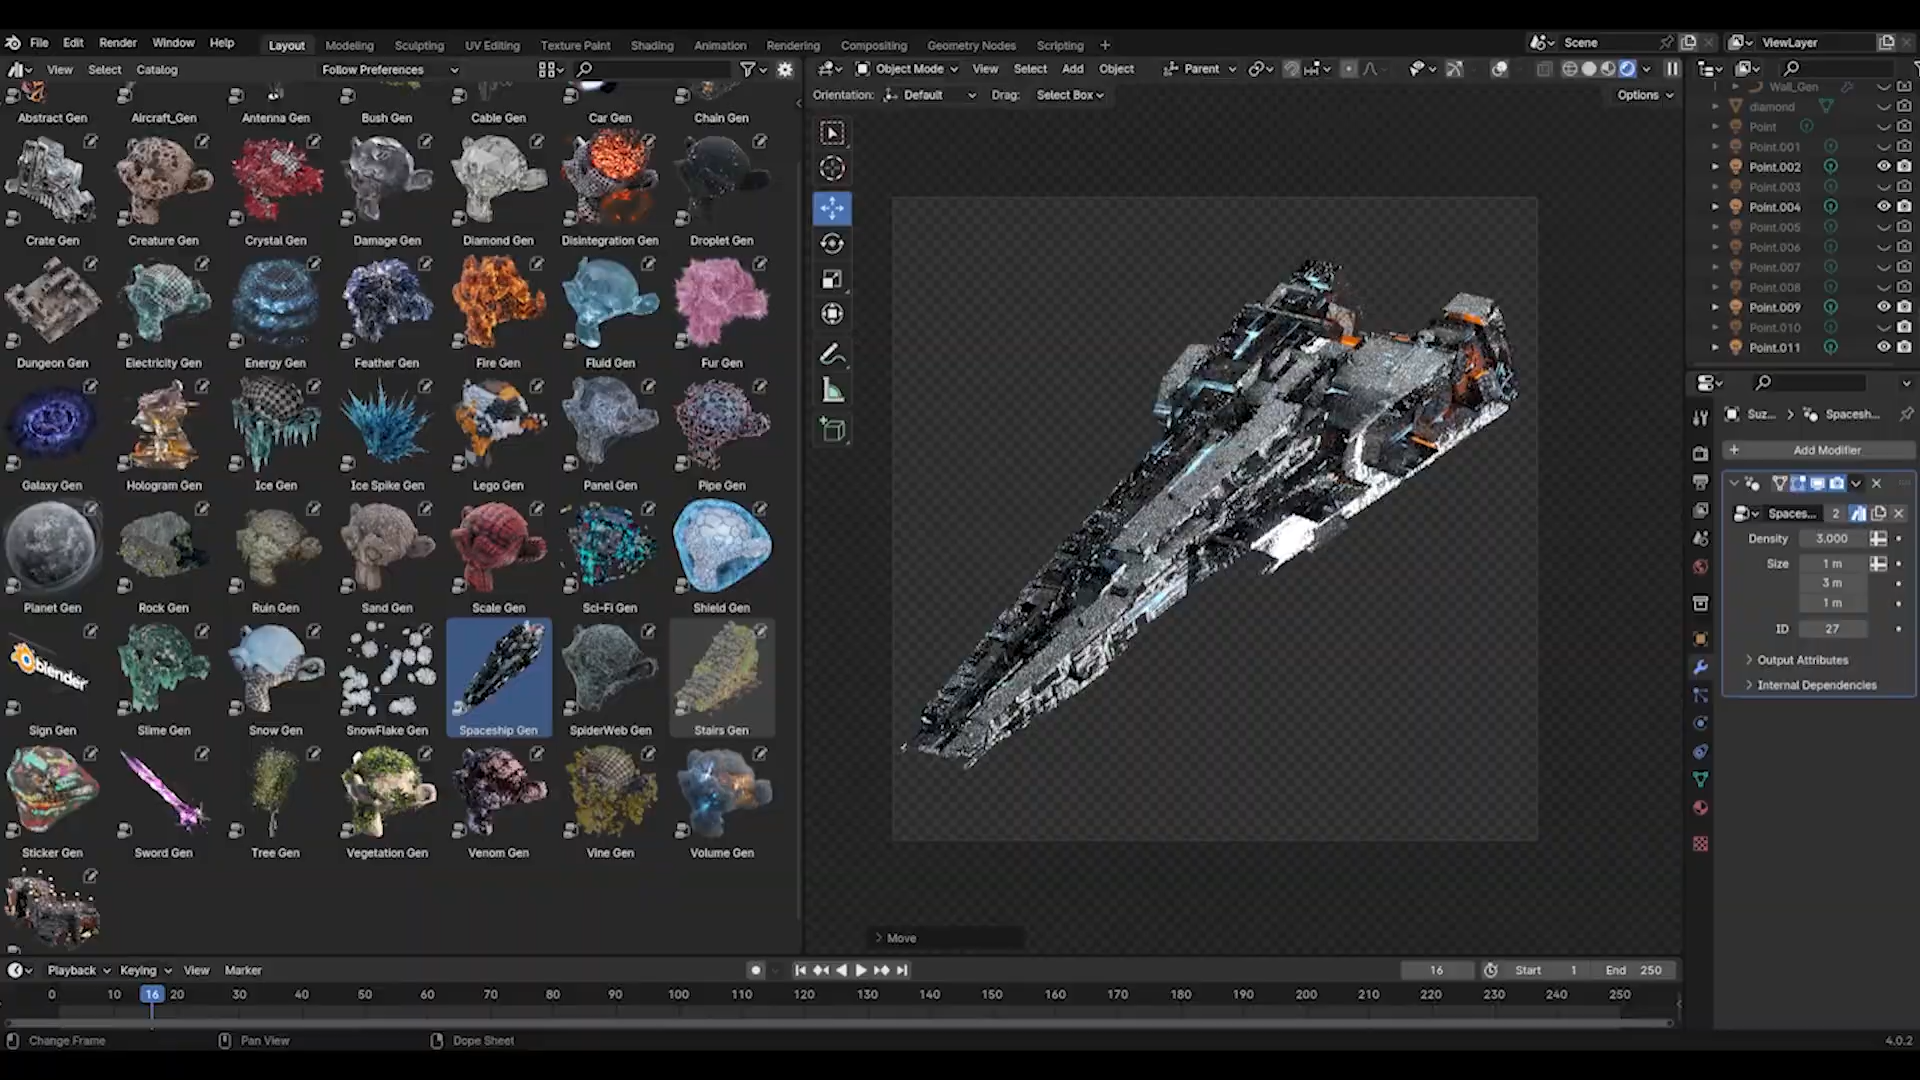 File Edit Render Window Help Layout Modeling Sculpting UV Editing Texture Paint Shading Animation Rendering Compositing Geometry Nodes Scripting + Scene ViewLayer
View Select Catalog Follow Preferences Object Mode View Select Add Object Parent
Orientation: Default Drag: Select Box Options
Abstract Gen Aircraft_Gen Antenna Gen Bush Gen Cable Gen Car Gen Chain Gen
Crate Gen Creature Gen Crystal Gen Damage Gen Diamond Gen Disintegration Gen Droplet Gen
Dungeon Gen Electricity Gen Energy Gen Feather Gen Fire Gen Fluid Gen Fur Gen
Galaxy Gen Hologram Gen Ice Gen Ice Spike Gen Lego Gen Panel Gen Pipe Gen
Planet Gen Rock Gen Ruin Gen Sand Gen Scale Gen Sci-Fi Gen Shield Gen
blender
Sign Gen Slime Gen Snow Gen SnowFlake Gen Spaceship Gen SpiderWeb Gen Stairs Gen
Sticker Gen Sword Gen Tree Gen Vegetation Gen Venom Gen Vine Gen Volume Gen
Wall_Gen
diamond
Point
Point.001
Point.002
Point.003
Point.004
Point.005
Point.006
Point.007
Point.008
Point.009
Point.010
Point.011
Suz... Spacesh...
Add Modifier
Spaces... 2
Density 3.000
Size 1 m
3 m
1 m
ID 27
Output Attributes
Internal Dependencies
Move
Playback Keying View Marker 16 Start 1 End 250
0 10 16 20 30 40 50 60 70 80 90 100 110 120 130 140 150 160 170 180 190 200 210 220 230 240 250
Change Frame Pan View Dope Sheet 4.0.2